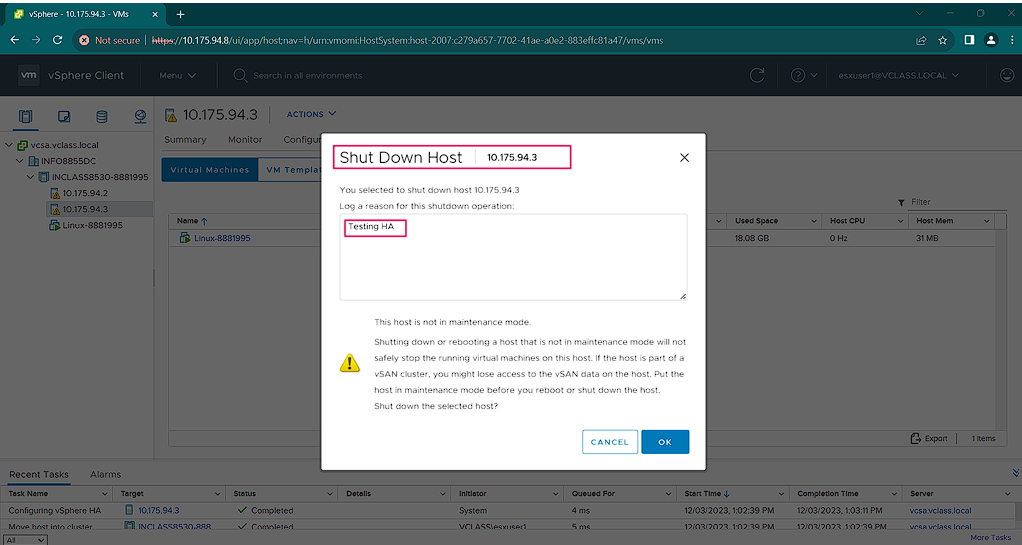 vSphere - 10.175.94.3 - VMs
Not secure https://10.175.94.8/ui/app/host;nav=h/urn:vmomi:HostSystem:host-2007:c279a657-7702-41ae-a0e2-883effc81a47/vms/vms
vm vSphere Client Menu Search in all environments esxuser1@VCLASS.LOCAL
10.175.94.3 ACTIONS
vcsa.vclass.local
INFO8855DC
INCLASS8530-8881995
10.175.94.2
10.175.94.3
Linux-8881995
Summary Monitor Configu
Virtual Machines VM Templat
Filter
Name Used Space Host CPU Host Mem
Linux-8881995 18.08 GB 0 Hz 31 MB
Shut Down Host 10.175.94.3
You selected to shut down host 10.175.94.3
Log a reason for this shutdown operation:
Testing HA
This host is not in maintenance mode.
Shutting down or rebooting a host that is not in maintenance mode will not
safely stop the running virtual machines on this host. If the host is part of a
vSAN cluster, you might lose access to the vSAN data on the host. Put the
host in maintenance mode before you reboot or shut down the host.
Shut down the selected host?
CANCEL OK
Export 1 items
Recent Tasks Alarms
Task Name Target Status Details Initiator Queued For Start Time Completion Time Server
Configuring vSphere HA 10.175.94.3 Completed System 4 ms 12/03/2023, 1:02:39 PM 12/03/2023, 1:03:11 PM vcsa.vclass.local
Move host into cluster INCLASS8530-888 Completed VCLASS\esxuser1 5 ms 12/03/2023, 1:02:39 PM 12/03/2023, 1:02:39 PM vcsa.vclass.local
All More Tasks